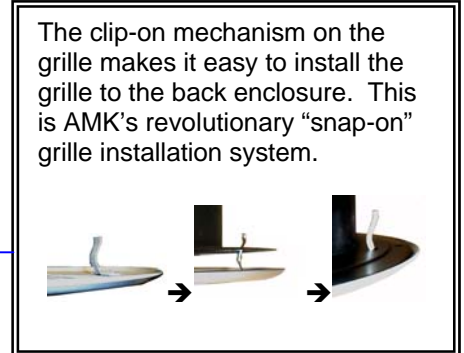 The clip-on mechanism on the
grille makes it easy to install the
grille to the back enclosure.  This
is AMK’s revolutionary “snap-on”
grille installation system.
➔ ➔